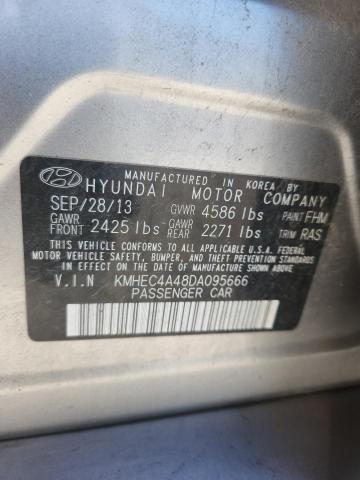 MANUFACTURED IN KOREA BY
HYUNDAI MOTOR COMPANY
SEP/28/13 GVWR 4586 lbs PAINT FHM
GAWR FRONT 2425 lbs GAWR REAR 2271 lbs TRIM RAS
THIS VEHICLE CONFORMS TO ALL APPLICABLE U.S.A. FEDERAL
MOTOR VEHICLE SAFETY, BUMPER, AND THEFT PREVENTION STANDARDS
IN EFFECT ON THE DATE OF MANUFACTURE SHOWN ABOVE.
V.I.N KMHEC4A48DA095666
PASSENGER CAR